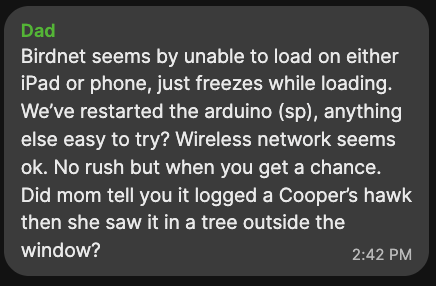 Dad
Birdnet seems by unable to load on either
iPad or phone, just freezes while loading.
We’ve restarted the arduino (sp), anything
else easy to try? Wireless network seems
ok. No rush but when you get a chance.
Did mom tell you it logged a Cooper’s hawk
then she saw it in a tree outside the
window?
2:42 PM